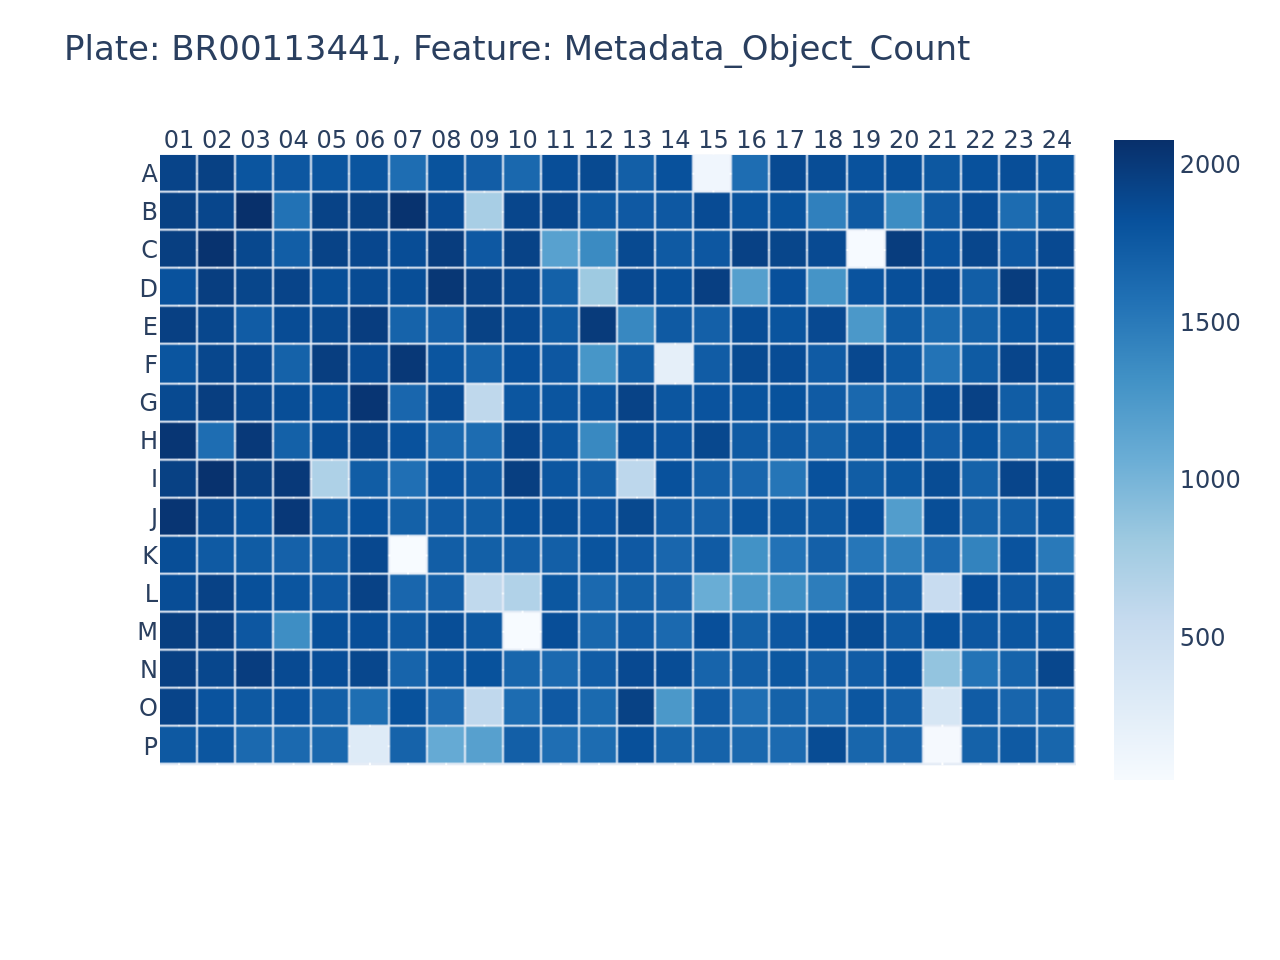 Plate: BR00113441, Feature: Metadata_Object_Count
01 02 03 04 05 06 07 08 09 10 11 12 13 14 15 16 17 18 19 20 21 22 23 24
A
B
C
D
E
F
G
H
I
J
K
L
M
N
O
P
2000
1500
1000
500